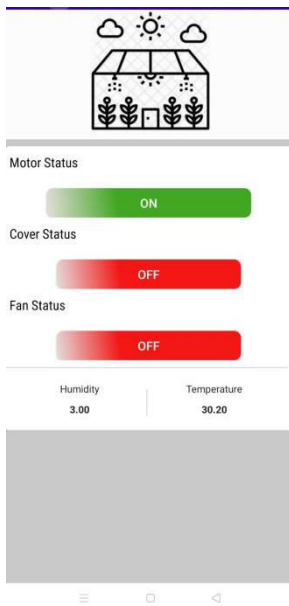 Motor Status
ON
Cover Status
OFF
Fan Status
OFF
Humidity Temperature
3.00 30.20